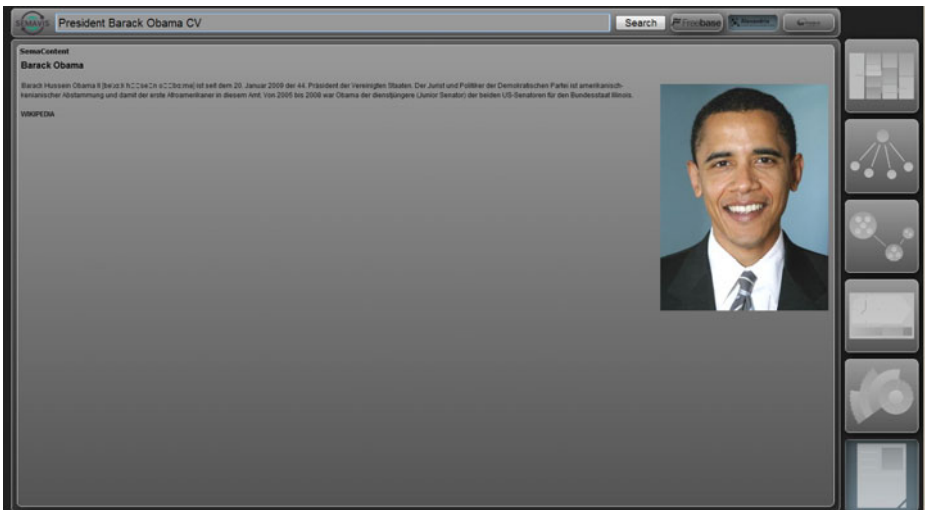 SEMAVIS
President Barack Obama CV
Search
Freebase
SemaContent
Barack Obama
Barack Hussein Obama II ist seit dem 20. Januar 2009 der 44. Präsident der Vereinigten Staaten. Der Jurist und Politiker der Demokratischen Partei ist amerikanisch-
kenianischer Abstammung und damit der erste Afroamerikaner in diesem Amt. Von 2005 bis 2008 war Obama der dienstjüngere (Junior Senator) der beiden US-Senatoren für den Bundesstaat Illinois.
WIKIPEDIA